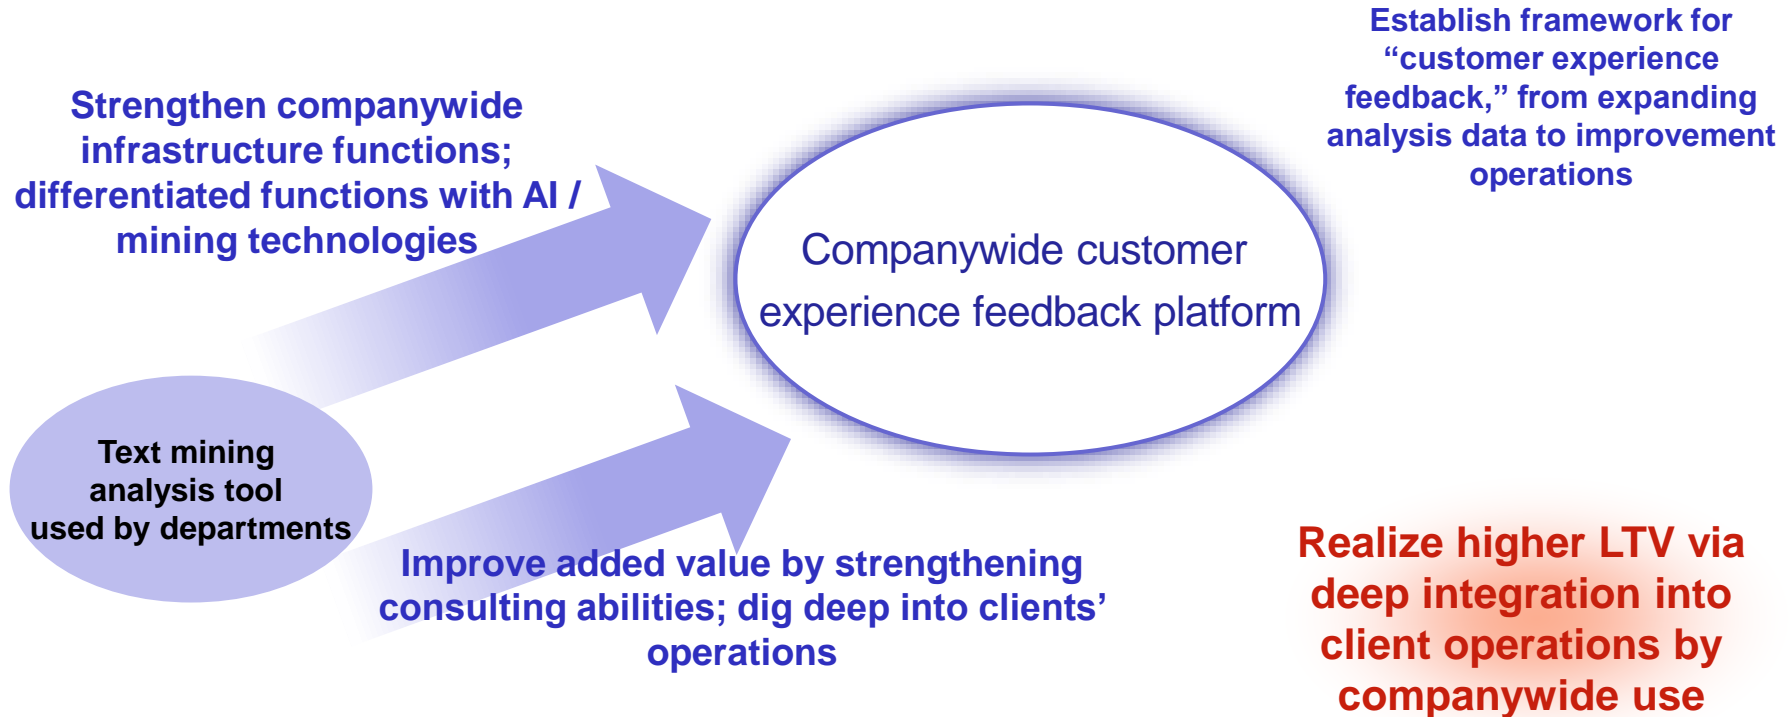 Establish framework for
“customer experience
feedback,” from expanding
analysis data to improvement
operations
Strengthen companywide
infrastructure functions;
differentiated functions with AI /
mining technologies
Companywide customer
experience feedback platform
Text mining
analysis tool
used by departments
Improve added value by strengthening
consulting abilities; dig deep into clients’
operations
Realize higher LTV via
deep integration into
client operations by
companywide use